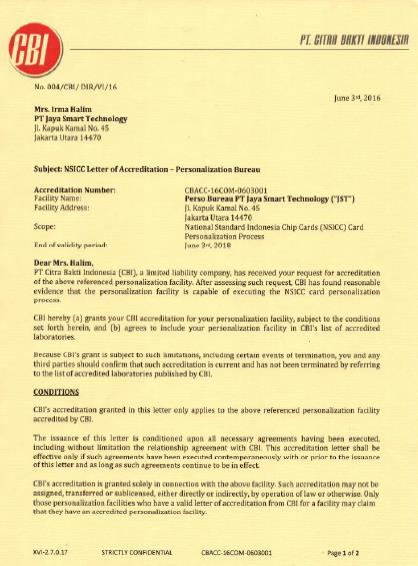 CBI
PT. CITRA BAKTI INDONESIA
No. 004/CBI/ DIR/VI/16
June 3rd, 2016
Mrs. Irma Halim
PT Jaya Smart Technology
Jl. Kapuk Kamal No. 45
Jakarta Utara 14470
Subject: NSICC Letter of Accreditation – Personalization Bureau
Accreditation Number: CBACC-16COM-0603001
Facility Name: Perso Bureau PT Jaya Smart Technology ("JST")
Facility Address: Jl. Kapuk Kamal No. 45
Jakarta Utara 14470
Scope: National Standard Indonesia Chip Cards (NSICC) Card
Personalization Process
End of validity period: June 3rd, 2018
Dear Mrs. Halim,
PT Citra Bakti Indonesia (CBI), a limited liability company, has received your request for accreditation
of the above referenced personalization facility. After assessing such request, CBI has found reasonable
evidence that the personalization facility is capable of executing the NSICC card personalization
process.
CBI hereby (a) grants your CBI accreditation for your personalization facility, subject to the conditions
set forth herein, and (b) agrees to include your personalization facility in CBI's list of accredited
laboratories.
Because CBI's grant is subject to such limitations, including certain events of termination, you and any
third parties should confirm that such accreditation is current and has not been terminated by referring
to the list of accredited laboratories published by CBI.
CONDITIONS
CBI's accreditation granted in this letter only applies to the above referenced personalization facility
accredited by CBI.
The issuance of this letter is conditioned upon all necessary agreements having been executed,
including without limitation the relationship agreement with CBI. This accreditation letter shall be
effective only if such agreements have been executed contemporaneously with or prior to the issuance
of this letter and as long as such agreements continue to be in effect.
CBI's accreditation is granted solely in connection with the above facility. Such accreditation may not be
assigned, transferred or sublicensed, either directly or indirectly, by operation of law or otherwise. Only
those personalization facilities who have a valid letter of accreditation from CBI for a facility may claim
that they have an accredited personalization facility.
XVI-2.7.0.17 STRICTLY CONFIDENTIAL CBACC-16COM-0603001 Page 1 of 2